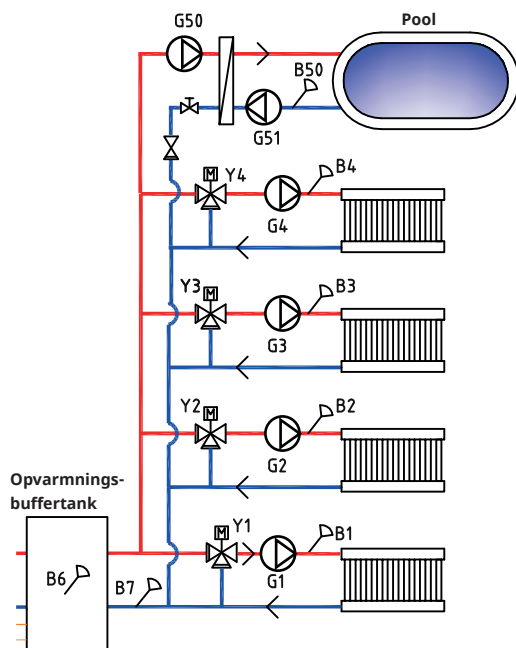 G50
Pool
B50
G51
B4
Y4
G4
Y3
B3
G3
Y2
B2
G2
Opvarmnings-
buffertank
Y1
B1
G1
B6
B7
M
M
M
M